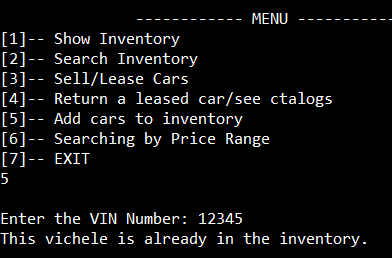 ------------ MENU -----------
[1]-- Show Inventory
[2]-- Search Inventory
[3]-- Sell/Lease Cars
[4]-- Return a leased car/see ctalogs
[5]-- Add cars to inventory
[6]-- Searching by Price Range
[7]-- EXIT
5
Enter the VIN Number: 12345
This vichele is already in the inventory.